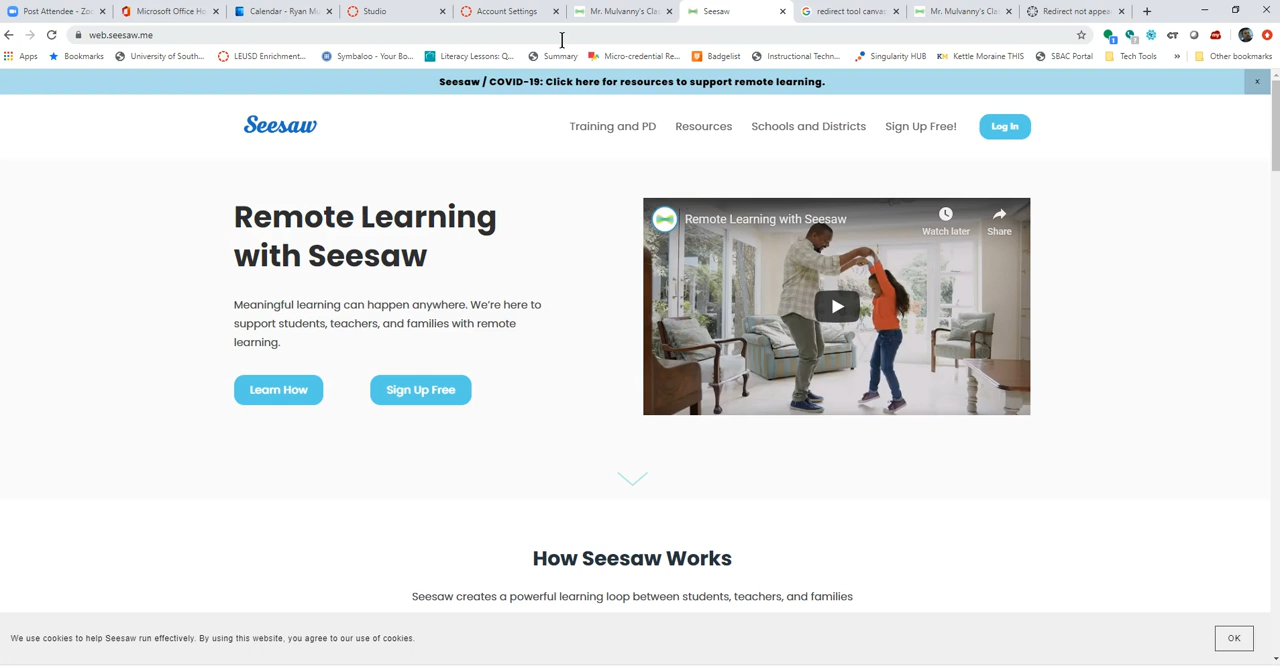 Post Attendee - Zoo
Microsoft Office Ho
Calendar - Ryan Mu
Studio
Account Settings
Mr. Mulvanny's Cla
Seesaw
redirect tool canva
Mr. Mulvanny's Cla
Redirect not appea
web.seesaw.me
Apps
Bookmarks
University of South...
LEUSD Enrichment...
Symbaloo - Your Bo...
Literacy Lessons: Q...
Summary
Micro-credential Re...
Badgelist
Instructional Techn...
Singularity HUB
KM Kettle Moraine THIS
SBAC Portal
Tech Tools
»
Other bookmarks
Seesaw / COVID-19: Click here for resources to support remote learning.
x
Seesaw
Training and PD
Resources
Schools and Districts
Sign Up Free!
Log In
Remote Learning
with Seesaw
Meaningful learning can happen anywhere. We're here to
support students, teachers, and families with remote
learning.
Learn How
Sign Up Free
Remote Learning with Seesaw
Watch later
Share
How Seesaw Works
Seesaw creates a powerful learning loop between students, teachers, and families
We use cookies to help Seesaw run effectively. By using this website, you agree to our use of cookies.
OK